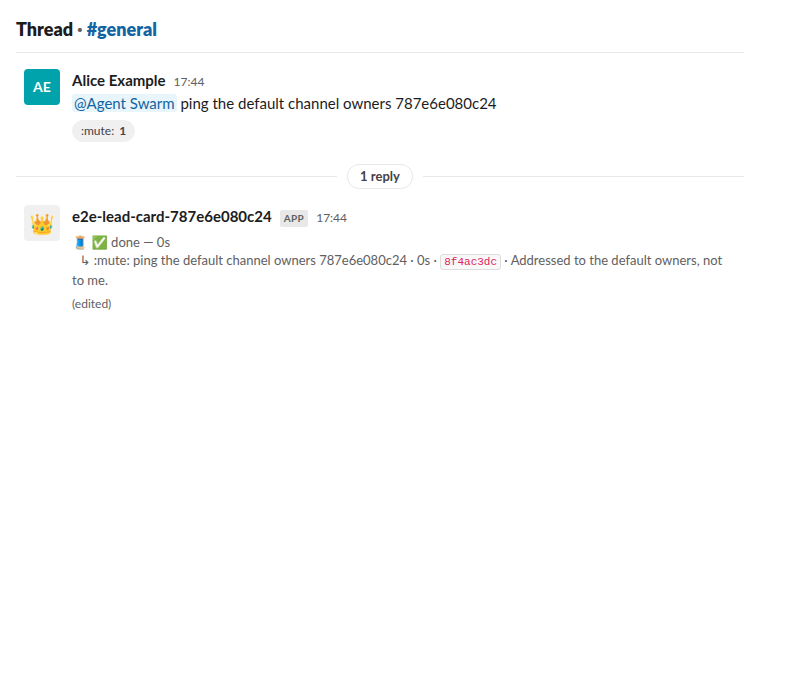 Thread • #general
AE
Alice Example 17:44
@Agent Swarm ping the default channel owners 787e6e080c24
:mute: 1
1 reply
e2e-lead-card-787e6e080c24 APP 17:44
🧵 ✅ done — 0s
↳ :mute: ping the default channel owners 787e6e080c24 · 0s · 8f4ac3dc · Addressed to the default owners, not
to me.
(edited)